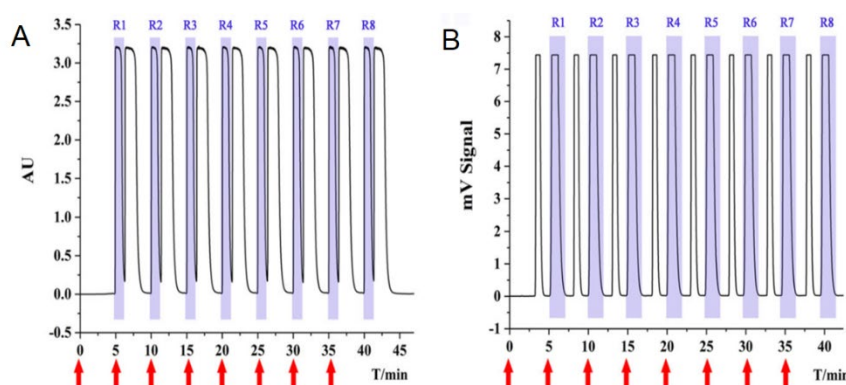 A
R1 R2 R3 R4 R5 R6 R7 R8
3.5
3.0
2.5
2.0
1.5
1.0
0.5
0.0
-0.5
AU
0 5 10 15 20 25 30 35 40 45
T/min
B
R1 R2 R3 R4 R5 R6 R7 R8
8
7
6
5
4
3
2
1
0
-1
mV Signal
0 5 10 15 20 25 30 35 40
T/min